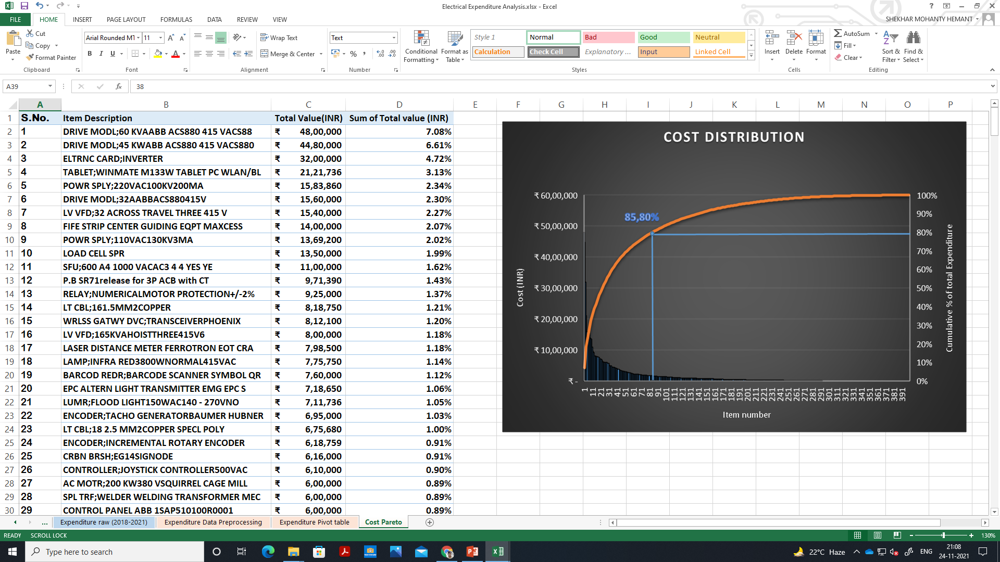 Electrical Expenditure Analysis.xlsx - Excel
?
FILE HOME INSERT PAGE LAYOUT FORMULAS DATA REVIEW VIEW
SHEKHAR MOHANTY HEMANT
Paste
Cut
Copy
Format Painter
Clipboard
Arial Rounded MT 11
B I U
Font
Wrap Text
Merge & Center
Alignment
Text
%
Number
Conditional Formatting
Format as Table
Style 1 Normal Bad Good Neutral
Calculation Check Cell Explanatory ... Input Linked Cell
Styles
Insert Delete Format
Cells
AutoSum
Fill
Clear
Sort & Filter
Find & Select
Editing
A39 fx 38
A B C D E F G H I J K L M N O P
1 S.No. Item Description Total Value(INR) Sum of Total value (INR)
2 1 DRIVE MODL;60 KVAABB ACS880 415 VACS88 ₹ 48,00,000 7.08%
3 2 DRIVE MODL;45 KWABB ACS880 415 VACS880 ₹ 44,80,000 6.61%
4 3 ELTRNC CARD;INVERTER ₹ 32,00,000 4.72%
5 4 TABLET;WINMATE M133W TABLET PC WLAN/BL ₹ 21,21,736 3.13%
6 5 POWR SPLY;220VAC100KV200MA ₹ 15,83,860 2.34%
7 6 DRIVE MODL;32AABBACS880415V ₹ 15,60,000 2.30%
8 7 LV VFD;32 ACROSS TRAVEL THREE 415 V ₹ 15,40,000 2.27%
9 8 FIFE STRIP CENTER GUIDING EQPT MAXCESS ₹ 14,00,000 2.07%
10 9 POWR SPLY;110VAC130KV3MA ₹ 13,69,200 2.02%
11 10 LOAD CELL SPR ₹ 13,50,000 1.99%
12 11 SFU;600 A4 1000 VACAC3 4 4 YES YE ₹ 11,00,000 1.62%
13 12 P.B SR71release for 3P ACB with CT ₹ 9,71,390 1.43%
14 13 RELAY;NUMERICALMOTOR PROTECTION+/-2% ₹ 9,25,000 1.37%
15 14 LT CBL;161.5MM2COPPER ₹ 8,18,750 1.21%
16 15 WRLSS GATWY DVC;TRANSCEIVERPHOENIX ₹ 8,12,100 1.20%
17 16 LV VFD;165KVAHOISTTHREE415V6 ₹ 8,00,000 1.18%
18 17 LASER DISTANCE METER FERROTRON EOT CRA ₹ 7,98,500 1.18%
19 18 LAMP;INFRA RED3800WNORMAL415VAC ₹ 7,75,750 1.14%
20 19 BARCOD REDR;BARCODE SCANNER SYMBOL QR ₹ 7,60,000 1.12%
21 20 EPC ALTERN LIGHT TRANSMITTER EMG EPC S ₹ 7,18,650 1.06%
22 21 LUMR;FLOOD LIGHT150WAC140 - 270VNO ₹ 7,11,736 1.05%
23 22 ENCODER;TACHO GENERATORBAUMER HUBNER ₹ 6,95,000 1.03%
24 23 LT CBL;18 2.5 MM2COPPER SPECL POLY ₹ 6,75,680 1.00%
25 24 ENCODER;INCREMENTAL ROTARY ENCODER ₹ 6,18,759 0.91%
26 25 CRBN BRSH;EG14SIGNODE ₹ 6,16,000 0.91%
27 26 CONTROLLER;JOYSTICK CONTROLLER500VAC ₹ 6,10,000 0.90%
28 27 AC MOTR;200 KW380 VSQUIRREL CAGE MILL ₹ 6,00,000 0.89%
29 28 SPL TRF;WELDER WELDING TRANSFORMER MEC ₹ 6,00,000 0.89%
30 29 CONTROL PANEL ABB 1SAP510100R0001 ₹ 6,00,000 0.89%
COST DISTRIBUTION
85,80%
₹ 60,00,000
₹ 50,00,000
₹ 40,00,000
₹ 30,00,000
₹ 20,00,000
₹ 10,00,000
₹ -
Cost (INR)
100%
90%
80%
70%
60%
50%
40%
30%
20%
10%
0%
Cumulative % of total Expenditure
1 11 21 31 41 51 61 71 81 91 101 111 121 131 141 151 161 171 181 191 201 211 221 231 241 251 261 271 281 291 301 311 321 331 341 351 361 371 381 391
Item number
... Expenditure raw (2018-2021) Expenditure Data Preprocessing Expenditure Pivot table Cost Pareto
READY SCROLL LOCK 130%
Type here to search
22°C Haze
ENG
21:08
24-11-2021